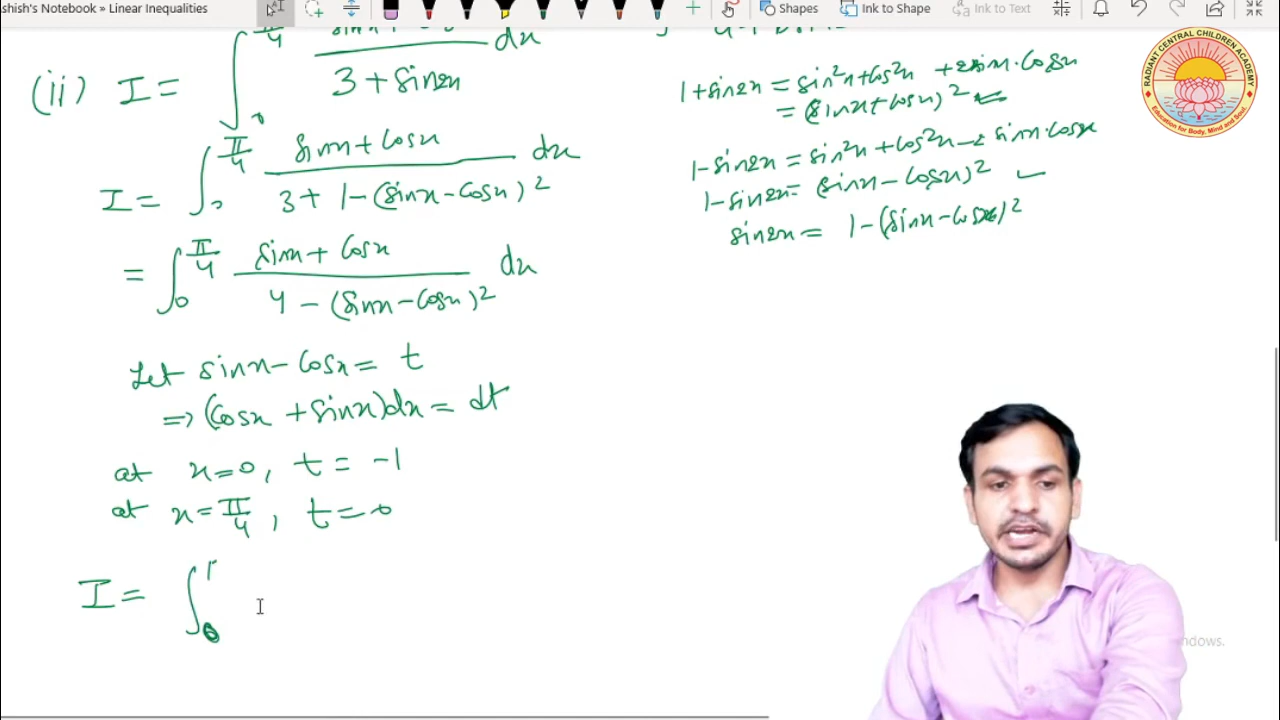 shish's Notebook » Linear Inequalities
Shapes
Ink to Shape
Ink to Text
RADIANT CENTRAL CHILDREN ACADEMY
Education for Body, Mind and Soul
(ii) I = ∫₀^(π/4) dx
3 + sin2x
I = ∫₀^(π/4) (sinx + cosx) / (3 + 1 - (sinx - cosx)²) dx
= ∫₀^(π/4) (sinx + cosx) / (4 - (sinx - cosx)²) dx
Let sinx - cosx = t
⇒ (cosx + sinx)dx = dt
at x = 0, t = -1
at x = π/4, t = 0
I = ∫
1 + sin2x = sin²x + cos²x + 2sinx·cosx
= (sinx + cosx)²
1 - sin2x = sin²x + cos²x - 2 sinx·cosx
1 - sin2x = (sinx - cosx)²
sin2x = 1 - (sinx - cosx)²
ndows.